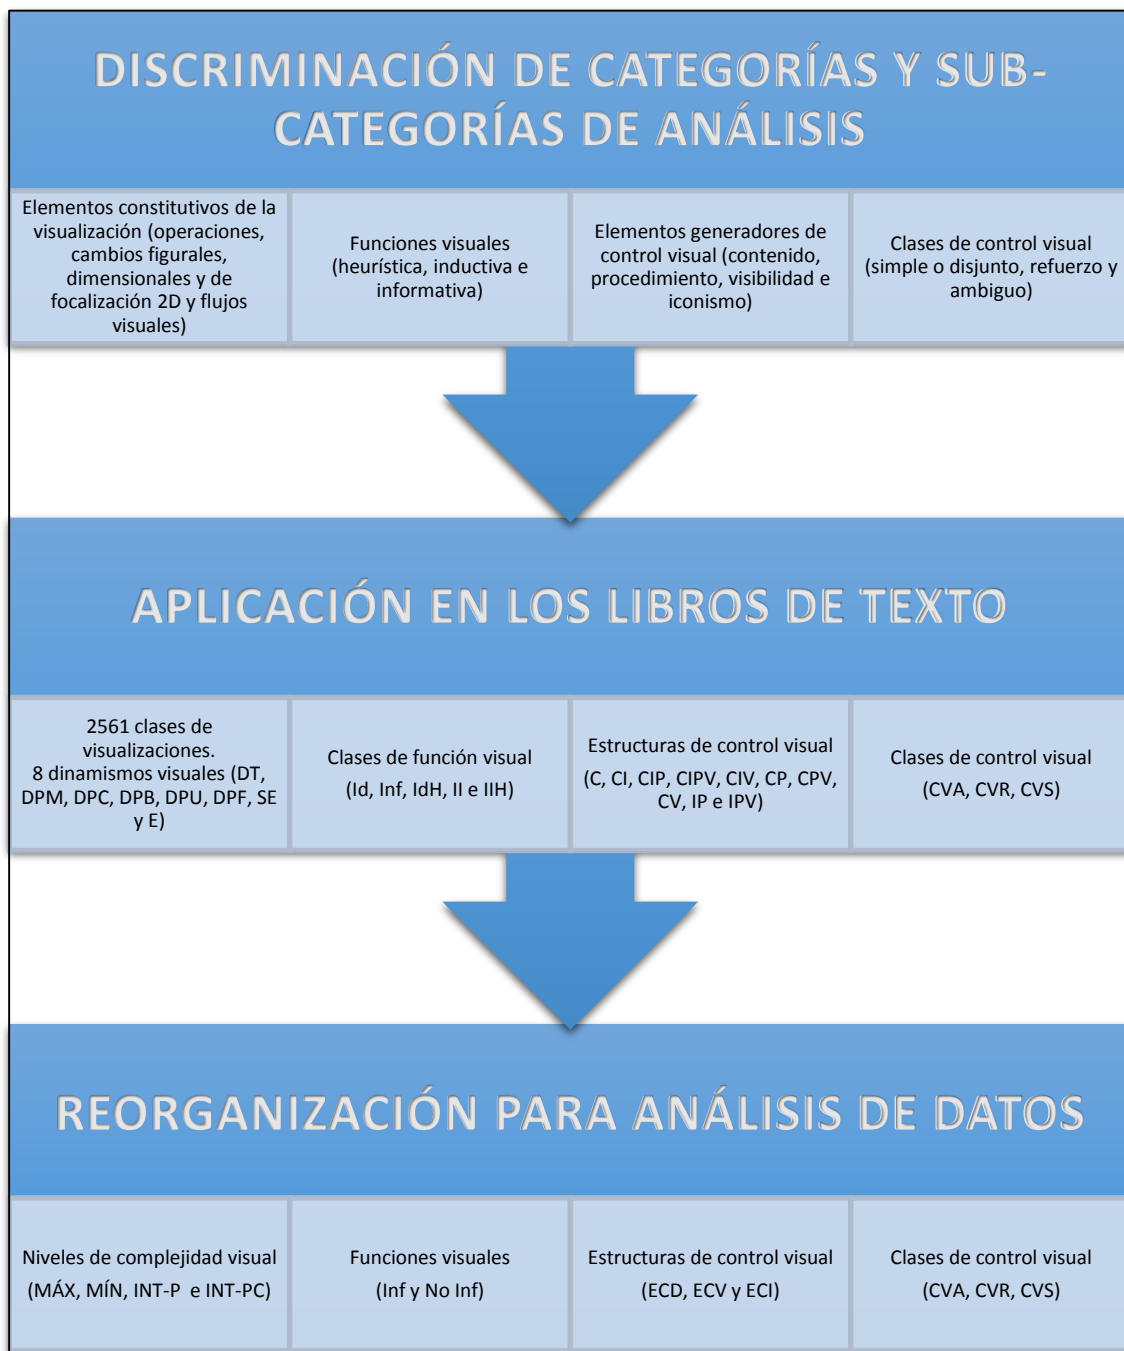 DISCRIMINACIÓN DE CATEGORÍAS Y SUB-
CATEGORÍAS DE ANÁLISIS
Elementos constitutivos de la
visualización (operaciones,
cambios figurales,
dimensionales y de
focalización 2D y flujos
visuales)
Funciones visuales
(heurística, inductiva e
informativa)
Elementos generadores de
control visual (contenido,
procedimiento, visibilidad e
iconismo)
Clases de control visual
(simple o disjunto, refuerzo y
ambiguo)
APLICACIÓN EN LOS LIBROS DE TEXTO
2561 clases de
visualizaciones.
8 dinamismos visuales (DT,
DPM, DPC, DPB, DPU, DPF, SE
y E)
Clases de función visual
(Id, Inf, IdH, II e IIH)
Estructuras de control visual
(C, CI, CIP, CIPV, CIV, CP, CPV,
CV, IP e IPV)
Clases de control visual
(CVA, CVR, CVS)
REORGANIZACIÓN PARA ANÁLISIS DE DATOS
Niveles de complejidad visual
(MÁX, MÍN, INT-P e INT-PC)
Funciones visuales
(Inf y No Inf)
Estructuras de control visual
(ECD, ECV y ECI)
Clases de control visual
(CVA, CVR, CVS)